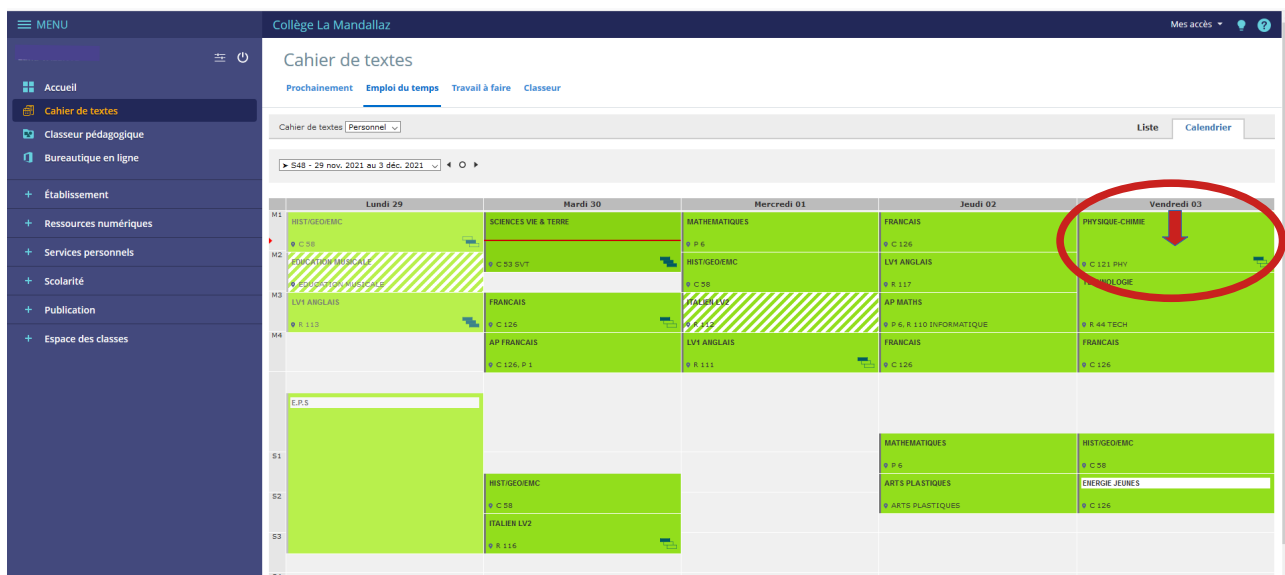 MENU
Collège La Mandallaz
Mes accès
Cahier de textes
Accueil
Cahier de textes
Classeur pédagogique
Bureautique en ligne
Établissement
Ressources numériques
Services personnels
Scolarité
Publication
Espace des classes
Prochainement Emploi du temps Travail à faire Classeur
Cahier de textes Personnel
Liste Calendrier
➤ S48 - 29 nov. 2021 au 3 déc. 2021
Lundi 29 Mardi 30 Mercredi 01 Jeudi 02 Vendredi 03
M1
HIST/GEO/EMC
C 58
M2
EDUCATION MUSICALE
EDUCATION MUSICALE
M3
LV1 ANGLAIS
R 113
M4
E.P.S
S1
S2
S3
SCIENCES VIE & TERRE
C 53 SVT
FRANCAIS
C 126
AP FRANCAIS
C 126, P 1
HIST/GEO/EMC
C 58
ITALIEN LV2
R 116
MATHEMATIQUES
P 6
HIST/GEO/EMC
C 58
ITALIEN LV2
R 112
LV1 ANGLAIS
R 111
FRANCAIS
C 126
LV1 ANGLAIS
R 117
AP MATHS
P 6, R 110 INFORMATIQUE
FRANCAIS
C 126
MATHEMATIQUES
P 6
ARTS PLASTIQUES
ARTS PLASTIQUES
PHYSIQUE-CHIMIE
C 121 PHY
TECHNOLOGIE
R 44 TECH
FRANCAIS
C 126
HIST/GEO/EMC
C 58
ENERGIE JEUNES
C 126